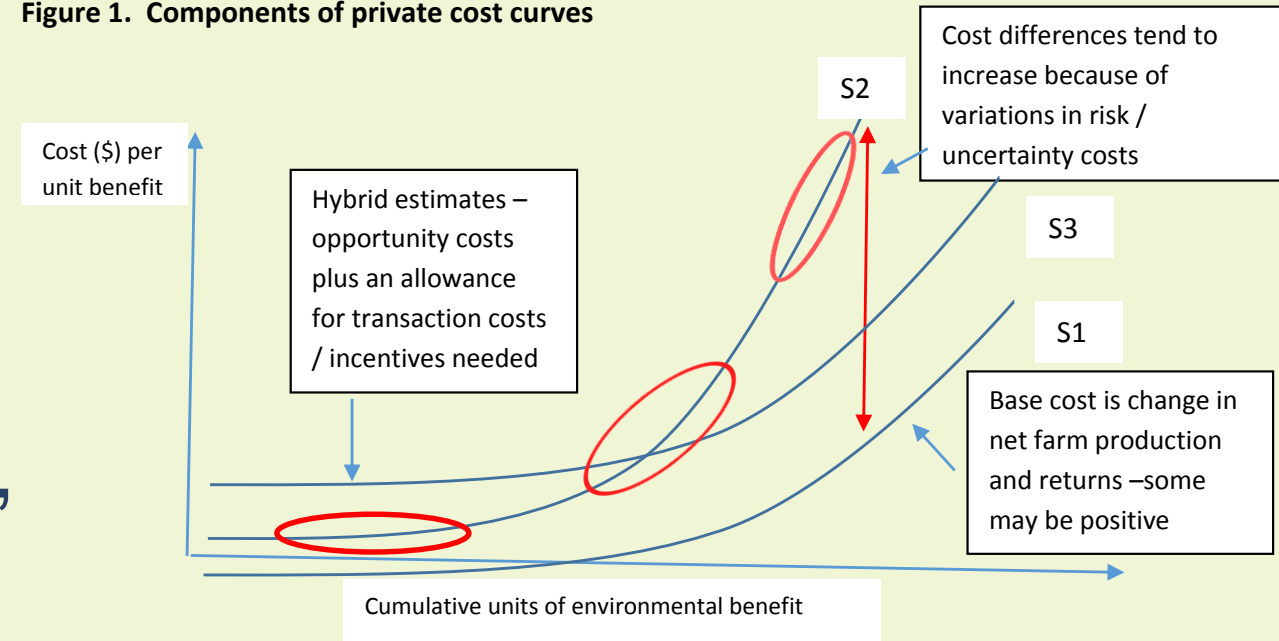 Figure 1.  Components of private cost curves
Cost differences tend to
increase because of
variations in risk /
uncertainty costs
S2
Cost ($) per
unit benefit
Hybrid estimates –
opportunity costs
plus an allowance
for transaction costs
/ incentives needed
S3
S1
Base cost is change in
net farm production
and returns –some
may be positive
,
Cumulative units of environmental benefit